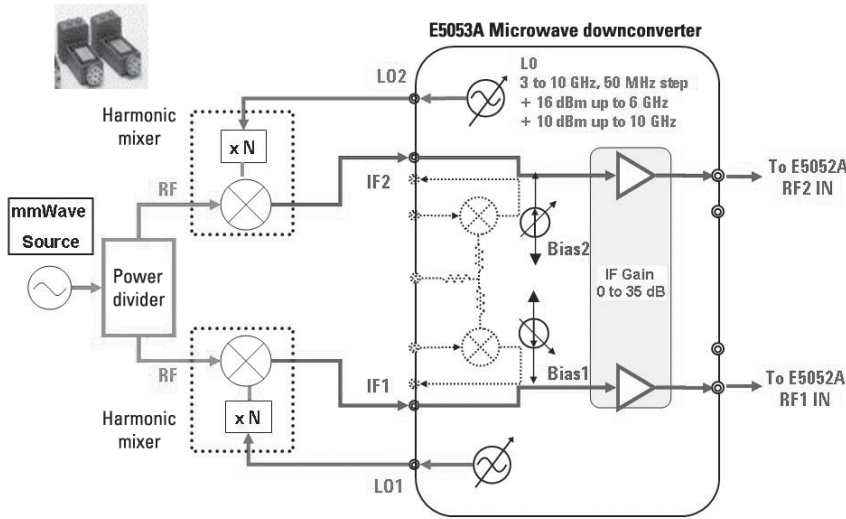 E5053A Microwave downconverter
LO2
LO
3 to 10 GHz, 50 MHz step
+ 16 dBm up to 6 GHz
+ 10 dBm up to 10 GHz
Harmonic
mixer
x N
IF2
RF
To E5052A
RF2 IN
mmWave
Source
Bias2
Power
divider
IF Gain
0 to 35 dB
RF
IF1
Bias1
To E5052A
RF1 IN
Harmonic
mixer
x N
LO1